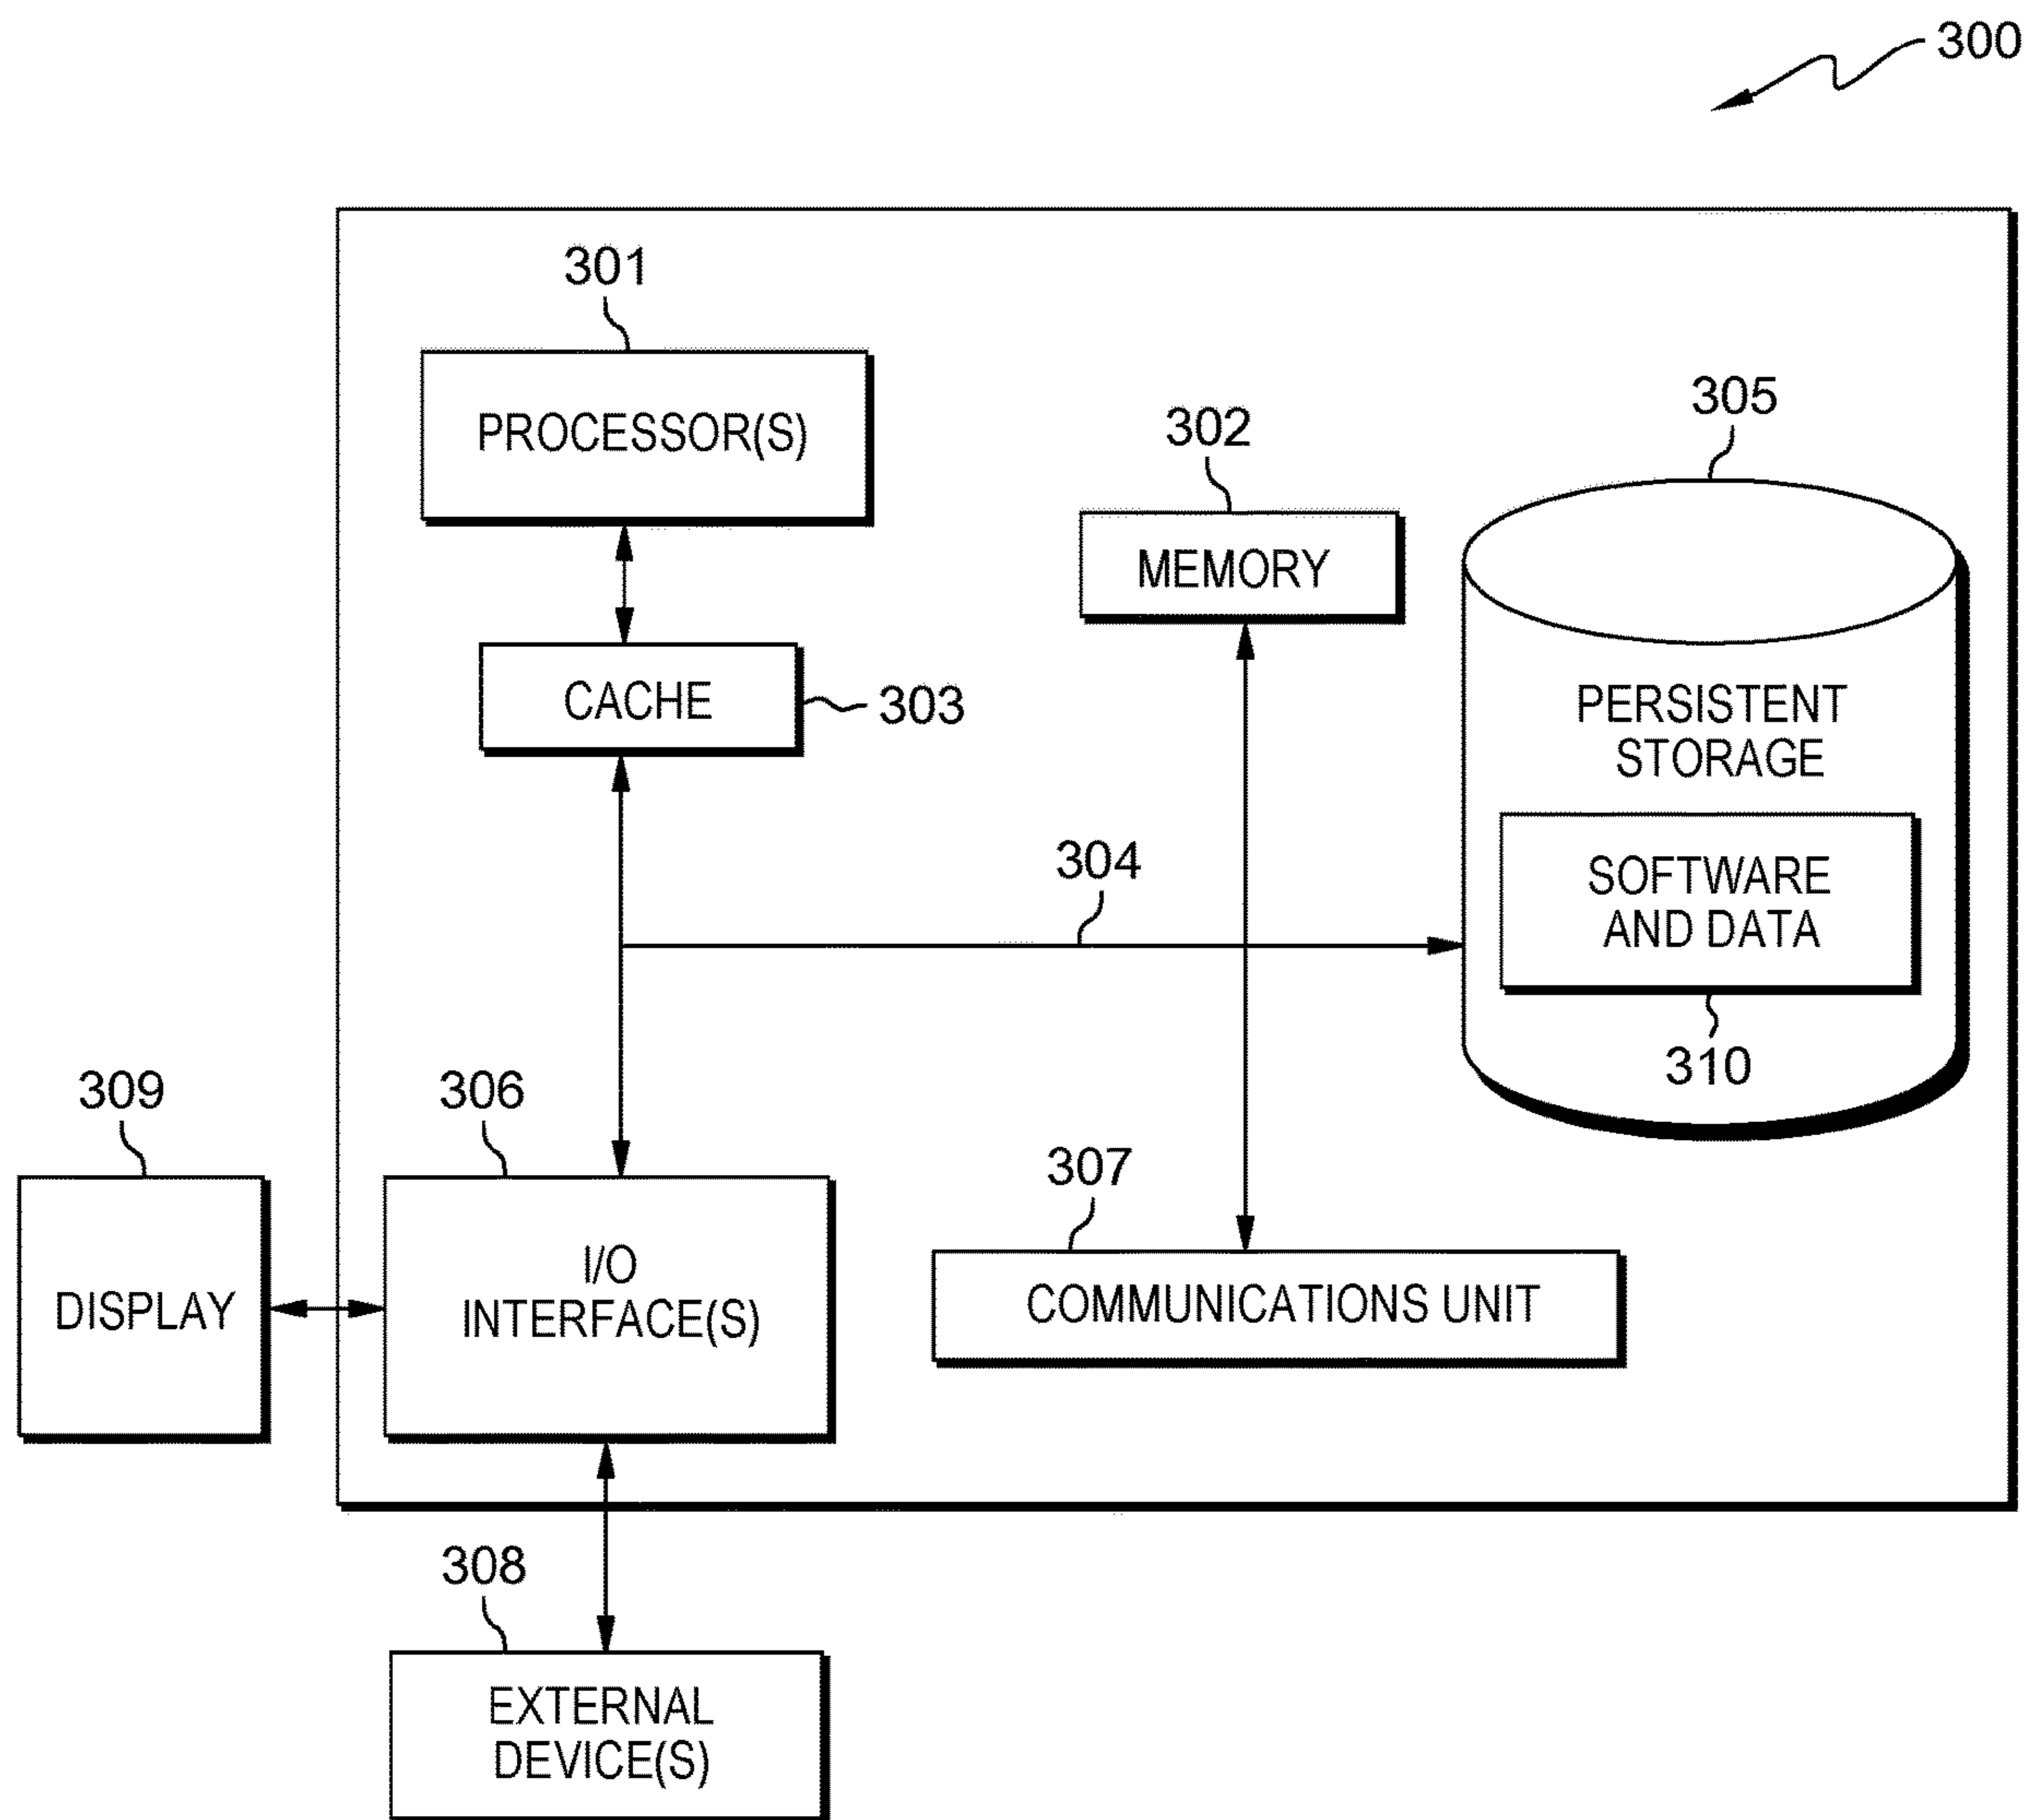 300
301
PROCESSOR(S)
302
MEMORY
305
PERSISTENT
STORAGE
CACHE
303
304
SOFTWARE
AND DATA
310
309
DISPLAY
306
I/O
INTERFACE(S)
307
COMMUNICATIONS UNIT
308
EXTERNAL
DEVICE(S)